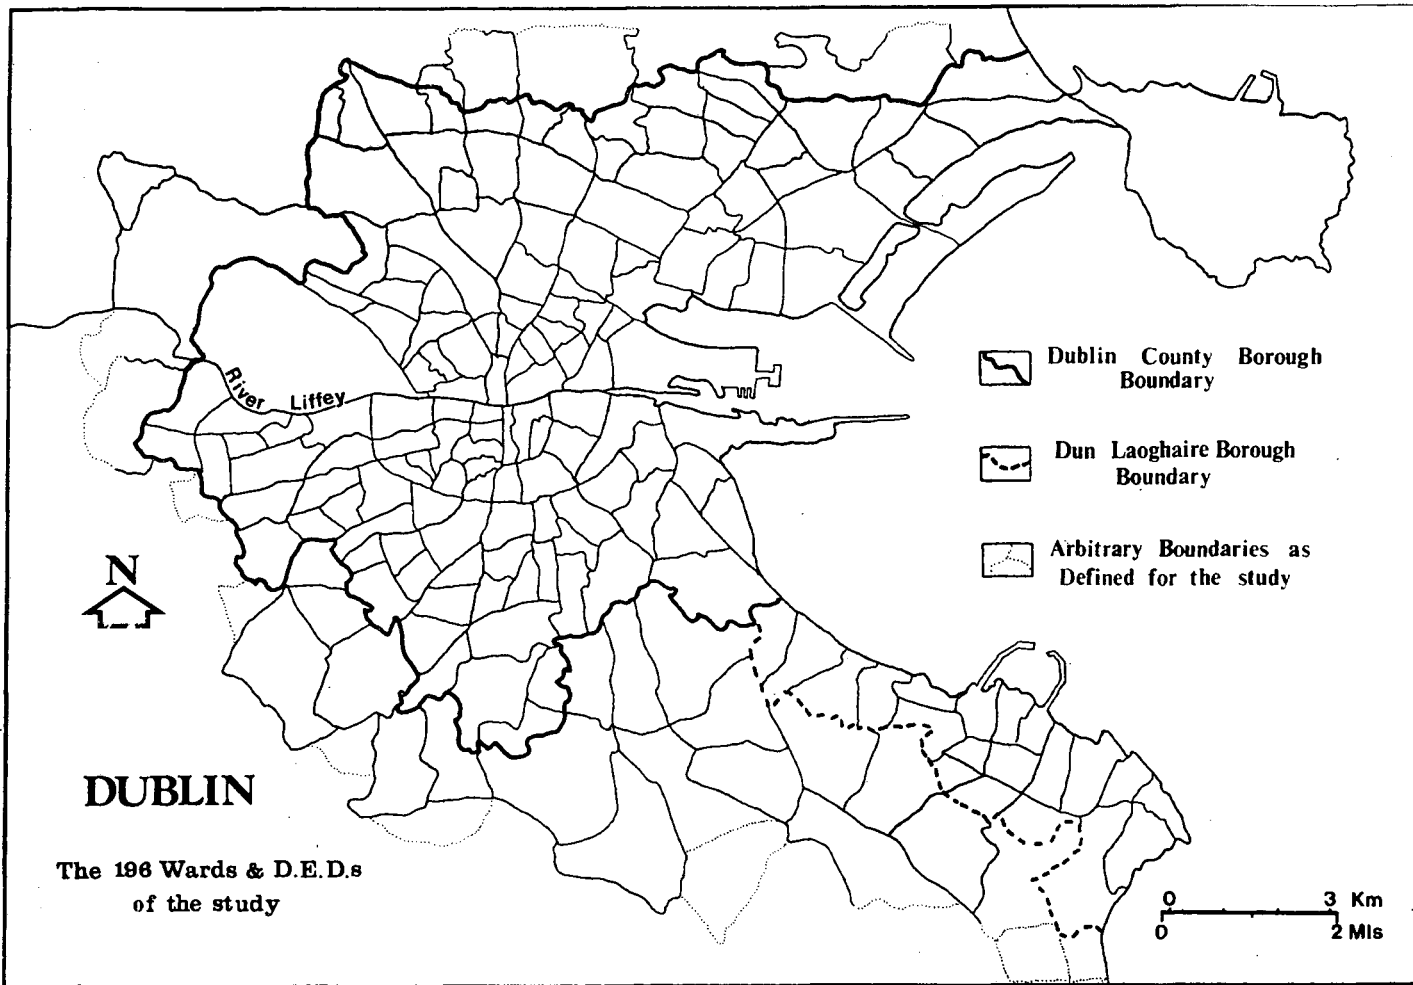 River Liffey
Dublin County Borough
Boundary
Dun Laoghaire Borough
Boundary
Arbitrary Boundaries as
Defined for the study
N
DUBLIN
The 196 Wards & D.E.D.s
of the study
0 3 Km
0 2 Mls